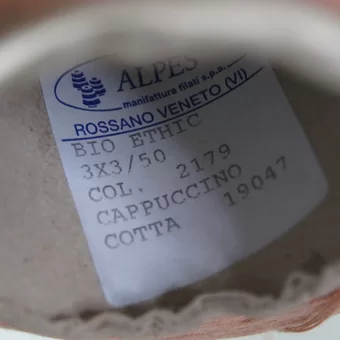 ALPES
manifattura filati s.p.a.
ROSSANO VENETO (VI)
BIO ETHIC
3X3/50
COL. 2179
CAPPUCCINO
COTTA 19047